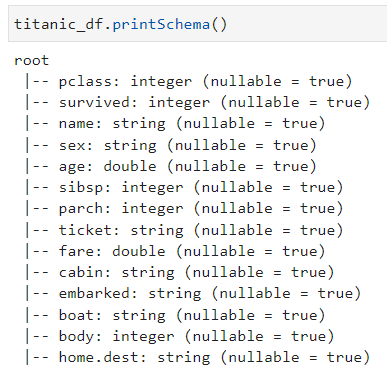 titanic_df.printSchema()
root
|-- pclass: integer (nullable = true)
|-- survived: integer (nullable = true)
|-- name: string (nullable = true)
|-- sex: string (nullable = true)
|-- age: double (nullable = true)
|-- sibsp: integer (nullable = true)
|-- parch: integer (nullable = true)
|-- ticket: string (nullable = true)
|-- fare: double (nullable = true)
|-- cabin: string (nullable = true)
|-- embarked: string (nullable = true)
|-- boat: string (nullable = true)
|-- body: integer (nullable = true)
|-- home.dest: string (nullable = true)